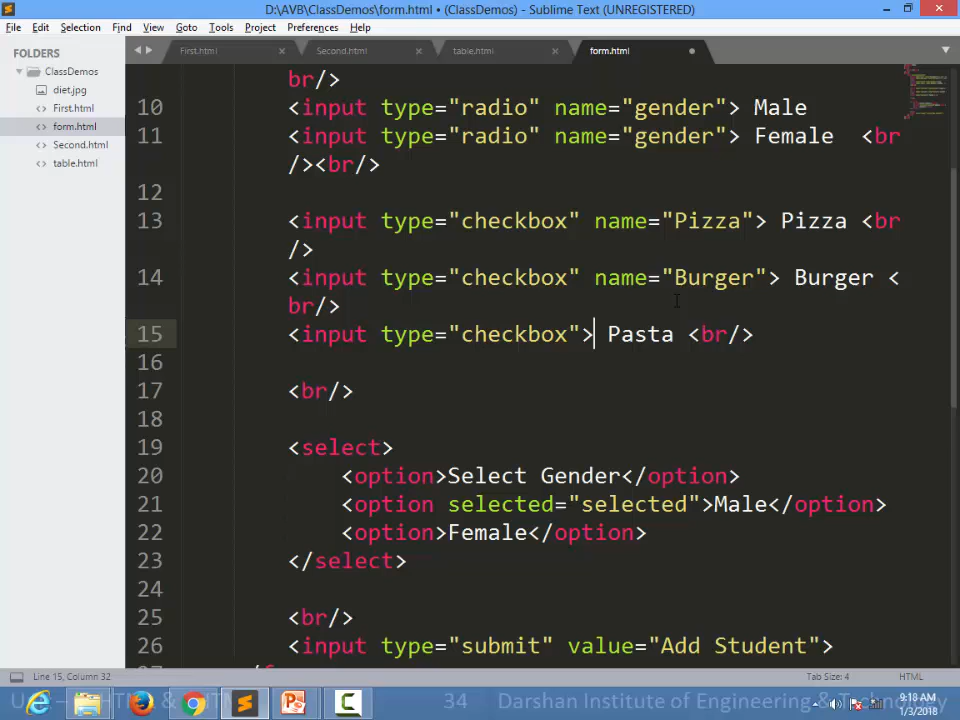 D:\AVB\ClassDemos\form.html • (ClassDemos) - Sublime Text (UNREGISTERED)
File Edit Selection Find View Goto Tools Project Preferences Help
FOLDERS
ClassDemos
diet.jpg
First.html
form.html
Second.html
table.html
First.html × Second.html × table.html × form.html
br/>
10 <input type="radio" name="gender"> Male
11 <input type="radio" name="gender"> Female <br
/><br/>
12
13 <input type="checkbox" name="Pizza"> Pizza <br
/>
14 <input type="checkbox" name="Burger"> Burger <
br/>
15 <input type="checkbox"> Pasta <br/>
16
17 <br/>
18
19 <select>
20 <option>Select Gender</option>
21 <option selected="selected">Male</option>
22 <option>Female</option>
23 </select>
24
25 <br/>
26 <input type="submit" value="Add Student">
Line 15, Column 32 Tab Size: 4 HTML
34 Darshan Institute of Engineering & Technology
9:18 AM
1/3/2018